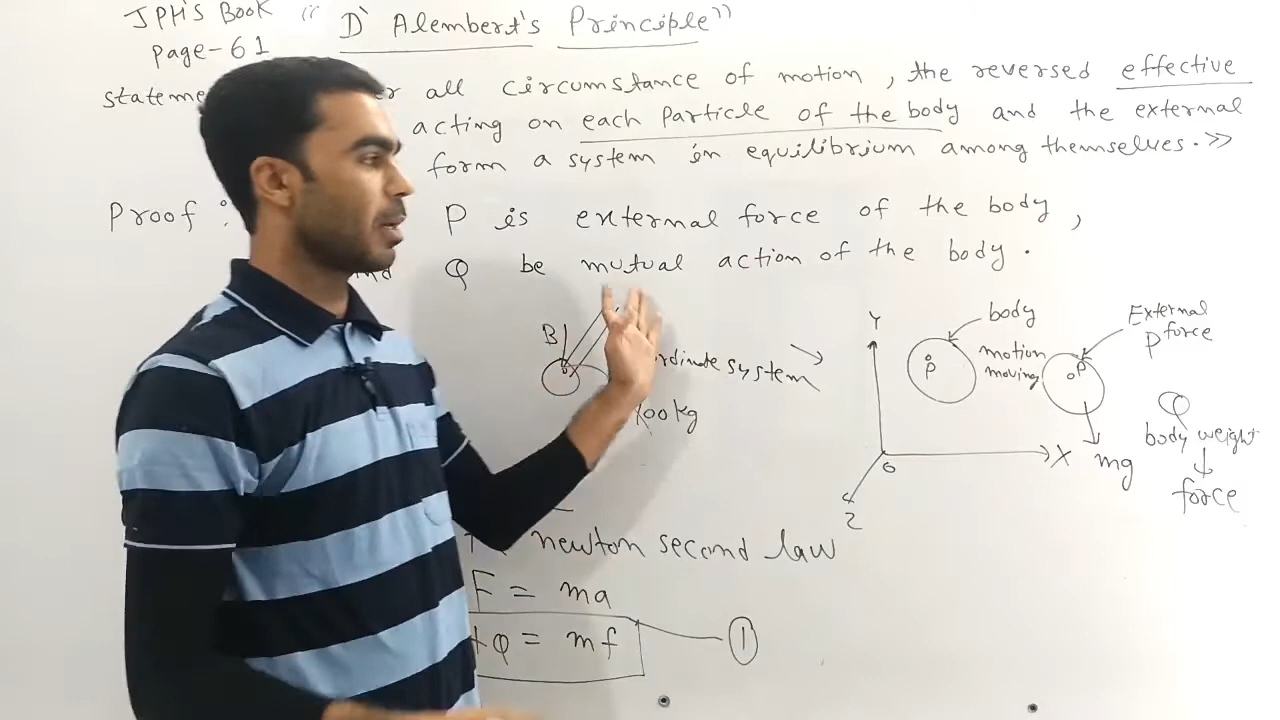 JPH'S BOOK "D' Alembert's Principle"
Page-61
all circumstance of motion, the reversed effective
acting on each Particle of the body and the external
form a system in equilibrium among themselves.>>
Proof : P is external force of the body,
Q be mutual action of the body.
B
system
100 kg
Y
X
Z
O
body
P
motion
moving
P
External
P force
mg
Q
body weight
↓
force
newton second law
F = ma
+Q = mf
①